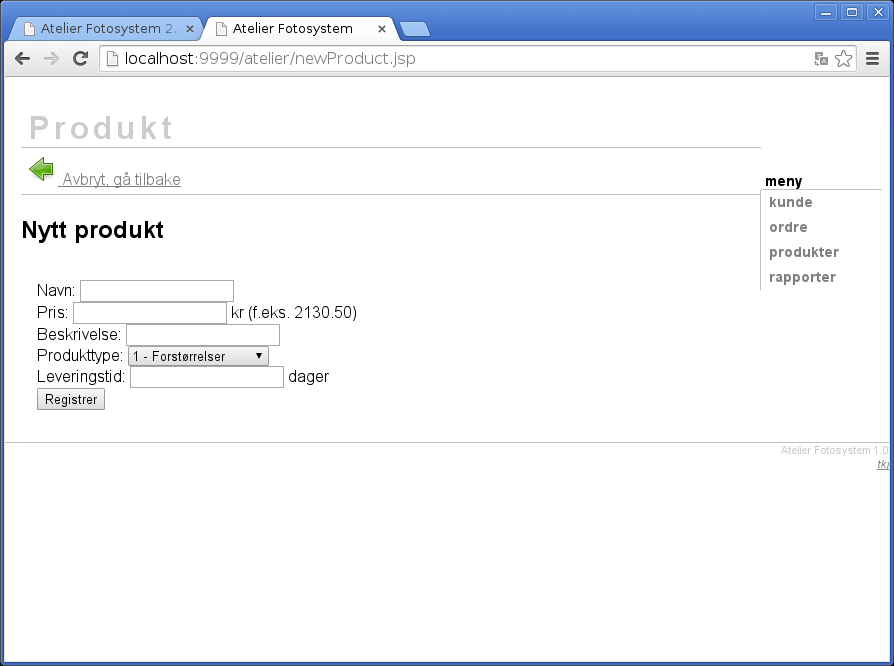 Atelier Fotosystem 2.
Atelier Fotosystem
localhost:9999/atelier/newProduct.jsp
Produkt
Avbryt, gå tilbake
meny
kunde
ordre
produkter
rapporter
Nytt produkt
Navn:
Pris: kr (f.eks. 2130.50)
Beskrivelse:
Produkttype: 1 - Forstørrelser
Leveringstid: dager
Registrer
Atelier Fotosystem 1.0